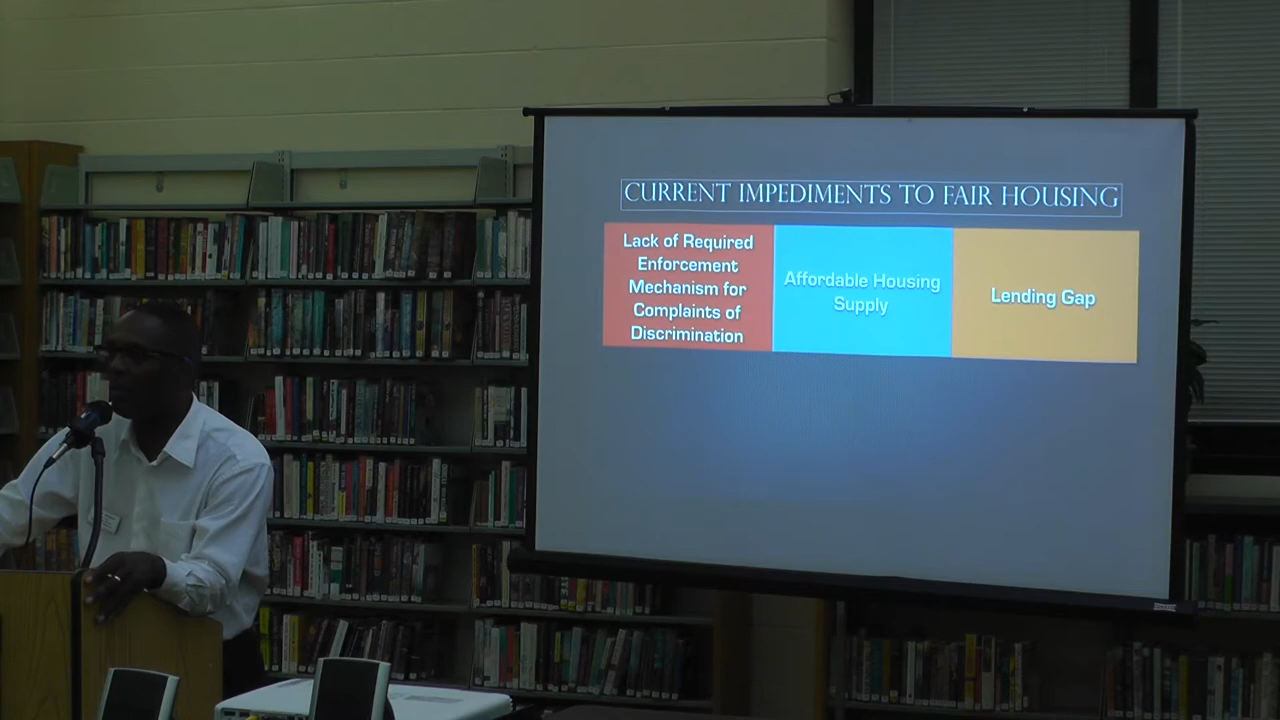 CURRENT IMPEDIMENTS TO FAIR HOUSING
Lack of Required
Enforcement
Mechanism for
Complaints of
Discrimination
Affordable Housing
Supply
Lending Gap